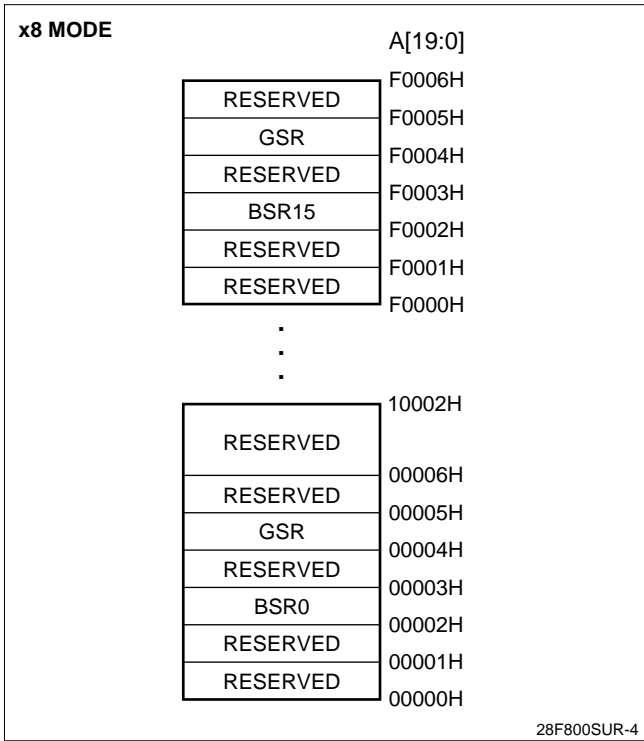 x8 MODE
A[19:0]
F0006H
RESERVED
F0005H
GSR
F0004H
RESERVED
F0003H
BSR15
F0002H
RESERVED
F0001H
RESERVED
F0000H
.
.
.
10002H
RESERVED
00006H
RESERVED
00005H
GSR
00004H
RESERVED
00003H
BSR0
00002H
RESERVED
00001H
RESERVED
00000H
28F800SUR-4